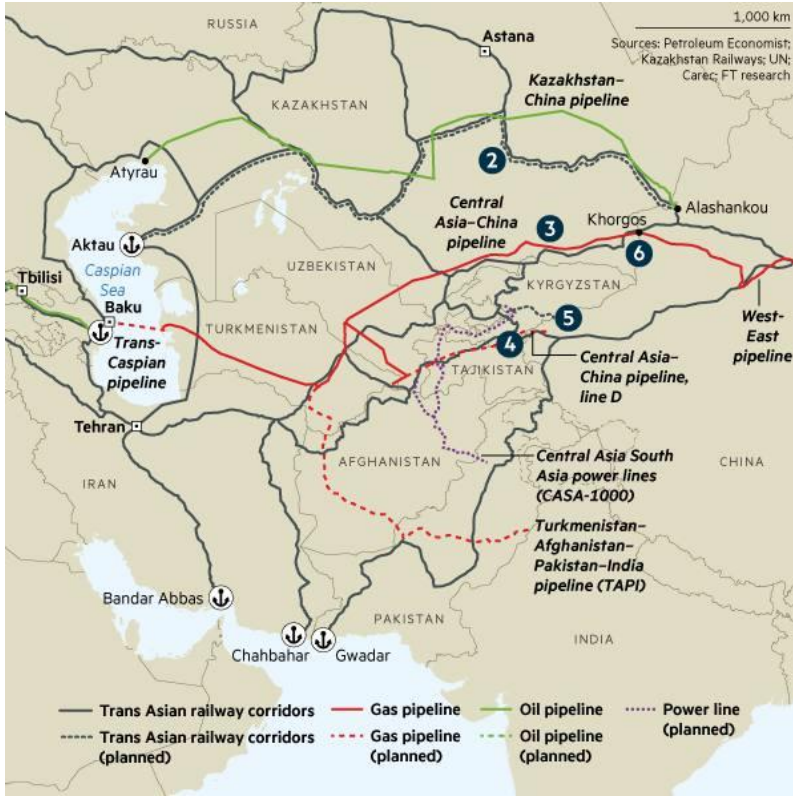 RUSSIA
1,000 km
Sources: Petroleum Economist;
Kazakhstan Railways; UN;
Carec; FT research
Astana
Kazakhstan–
China pipeline
KAZAKHSTAN
2
Atyrau
Central
Asia–China
pipeline
3
Khorgos
Alashankou
6
Aktau
Caspian
Sea
Tbilisi
Baku
Trans-
Caspian
pipeline
UZBEKISTAN
KYRGYZSTAN
TURKMENISTAN
5
4
TAJIKISTAN
West-
East
pipeline
Central Asia–
China pipeline,
line D
Tehran
IRAN
AFGHANISTAN
Central Asia South
Asia power lines
(CASA-1000)
CHINA
Turkmenistan–
Afghanistan–
Pakistan–India
pipeline (TAPI)
Bandar Abbas
Chahbahar
Gwadar
PAKISTAN
INDIA
Trans Asian railway corridors
Gas pipeline
Oil pipeline
Power line
(planned)
Trans Asian railway corridors
(planned)
Gas pipeline
(planned)
Oil pipeline
(planned)